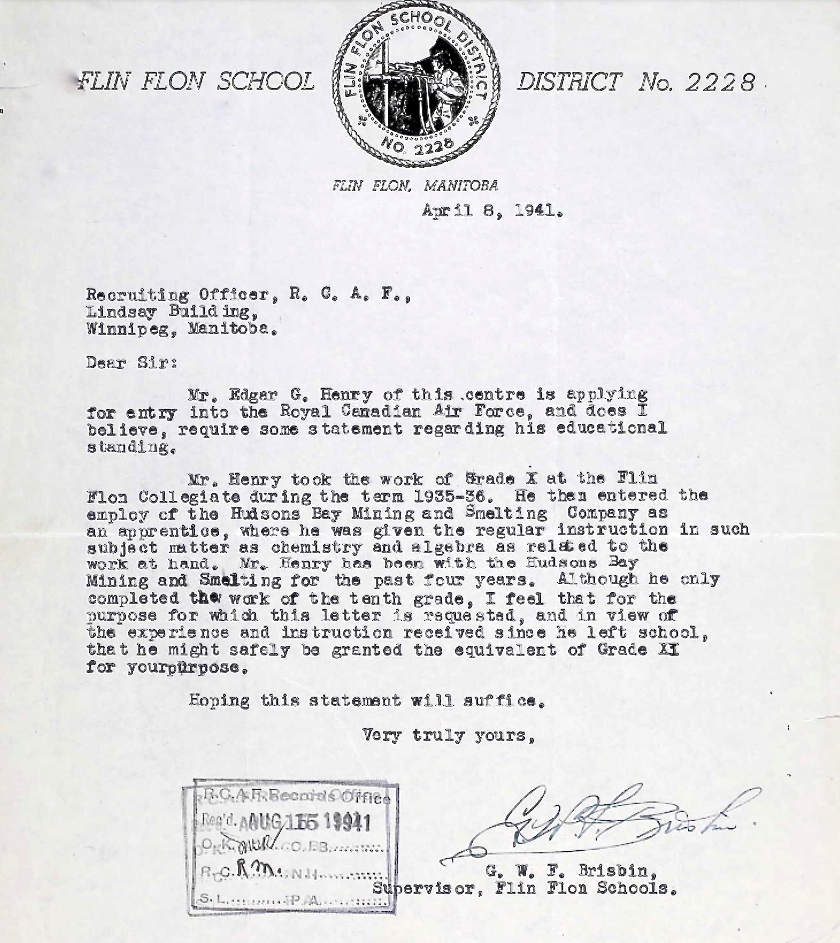 FLIN FLON SCHOOL DISTRICT No. 2228
FLIN FLON SCHOOL DISTRICT
NO. 2228
FLIN FLON, MANITOBA
April 8, 1941.
Recruiting Officer, R. C. A. F.,
Lindsay Building,
Winnipeg, Manitoba.
Dear Sir:
Mr. Edgar G. Henry of this centre is applying
for entry into the Royal Canadian Air Force, and does I
believe, require some statement regarding his educational
standing.
Mr. Henry took the work of Grade X at the Flin
Flon Collegiate during the term 1935-36. He then entered the
employ of the Hudsons Bay Mining and Smelting Company as
an apprentice, where he was given the regular instruction in such
subject matter as chemistry and algebra as related to the
work at hand. Mr. Henry has been with the Hudsons Bay
Mining and Smelting for the past four years. Although he only
completed the work of the tenth grade, I feel that for the
purpose for which this letter is requested, and in view of
the experience and instruction received since he left school,
that he might safely be granted the equivalent of Grade XI
for yourpurpose.
Hoping this statement will suffice.
Very truly yours,
R.C.A.F. Records Office
Rec'd. AUG 15 1941
O.K. C.EB.
R.C. R.M. N.H.
S.L. P.A.
G. W. F. Brisbin
G. W. F. Brisbin,
Supervisor, Flin Flon Schools.